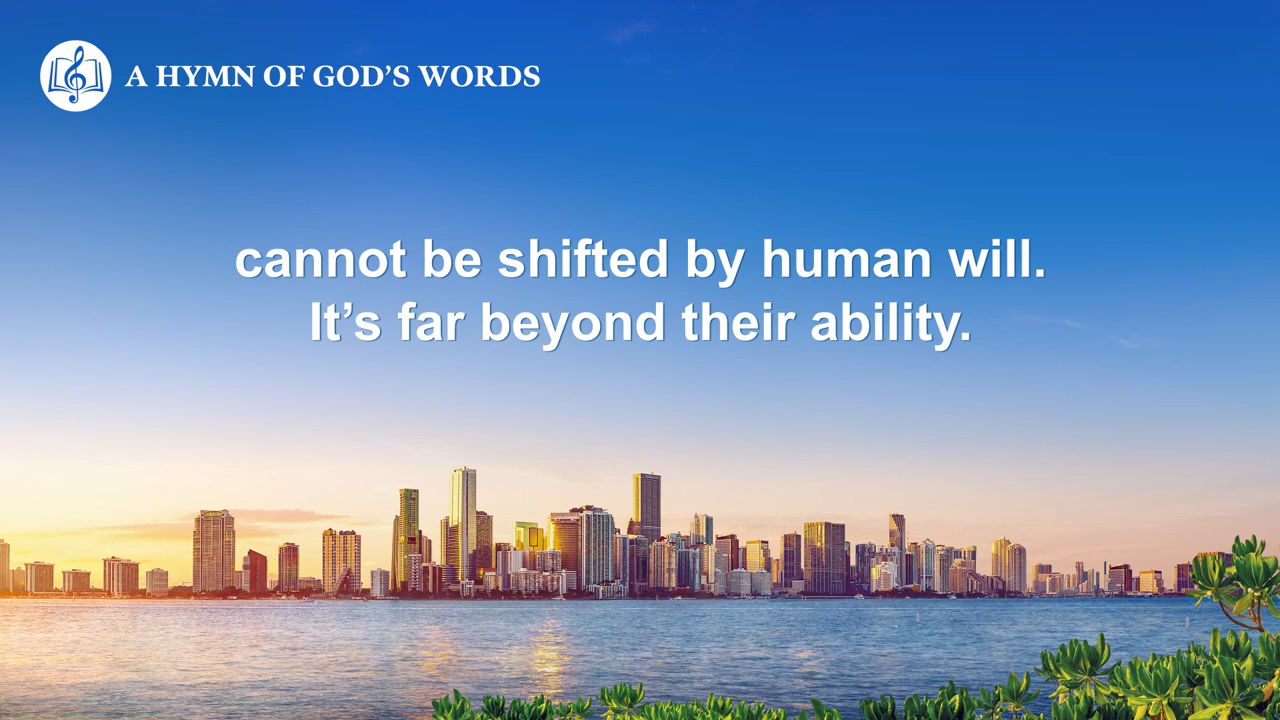 A HYMN OF GOD’S WORDS
cannot be shifted by human will.
It’s far beyond their ability.